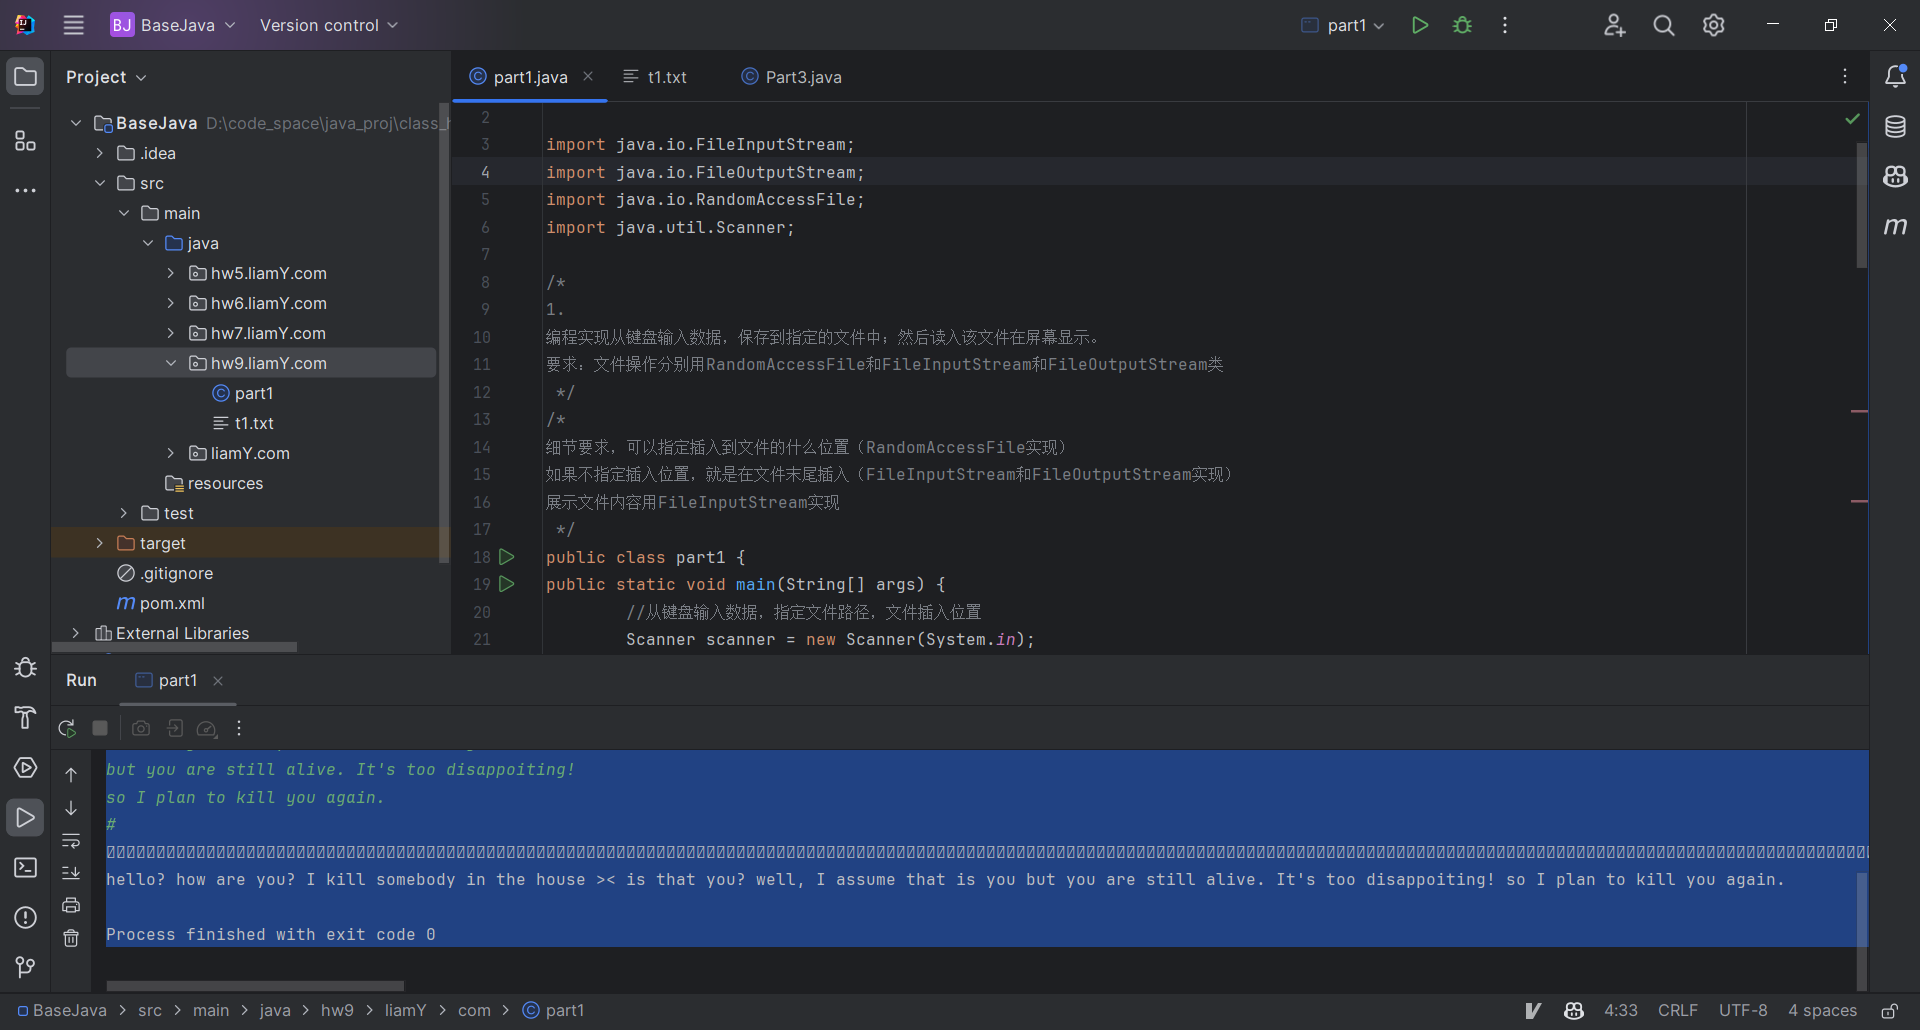 BJ BaseJava Version control part1
Project
part1.java t1.txt Part3.java
BaseJava D:\code_space\java_proj\class_
.idea
src
main
java
hw5.liamY.com
hw6.liamY.com
hw7.liamY.com
hw9.liamY.com
part1
t1.txt
liamY.com
resources
test
target
.gitignore
m pom.xml
External Libraries
2
3 import java.io.FileInputStream;
4 import java.io.FileOutputStream;
5 import java.io.RandomAccessFile;
6 import java.util.Scanner;
7
8 /*
9 1.
10 编程实现从键盘输入数据，保存到指定的文件中；然后读入该文件在屏幕显示。
11 要求：文件操作分别用RandomAccessFile和FileInputStream和FileOutputStream类
12 */
13 /*
14 细节要求，可以指定插入到文件的什么位置（RandomAccessFile实现）
15 如果不指定插入位置，就是在文件末尾插入（FileInputStream和FileOutputStream实现）
16 展示文件内容用FileInputStream实现
17 */
18 public class part1 {
19 public static void main(String[] args) {
20 //从键盘输入数据，指定文件路径，文件插入位置
21 Scanner scanner = new Scanner(System.in);
m
Run part1
but you are still alive. It's too disappoiting!
so I plan to kill you again.
#
hello? how are you? I kill somebody in the house >< is that you? well, I assume that is you but you are still alive. It's too disappoiting! so I plan to kill you again.
Process finished with exit code 0
BaseJava > src > main > java > hw9 > liamY > com > part1 4:33 CRLF UTF-8 4 spaces